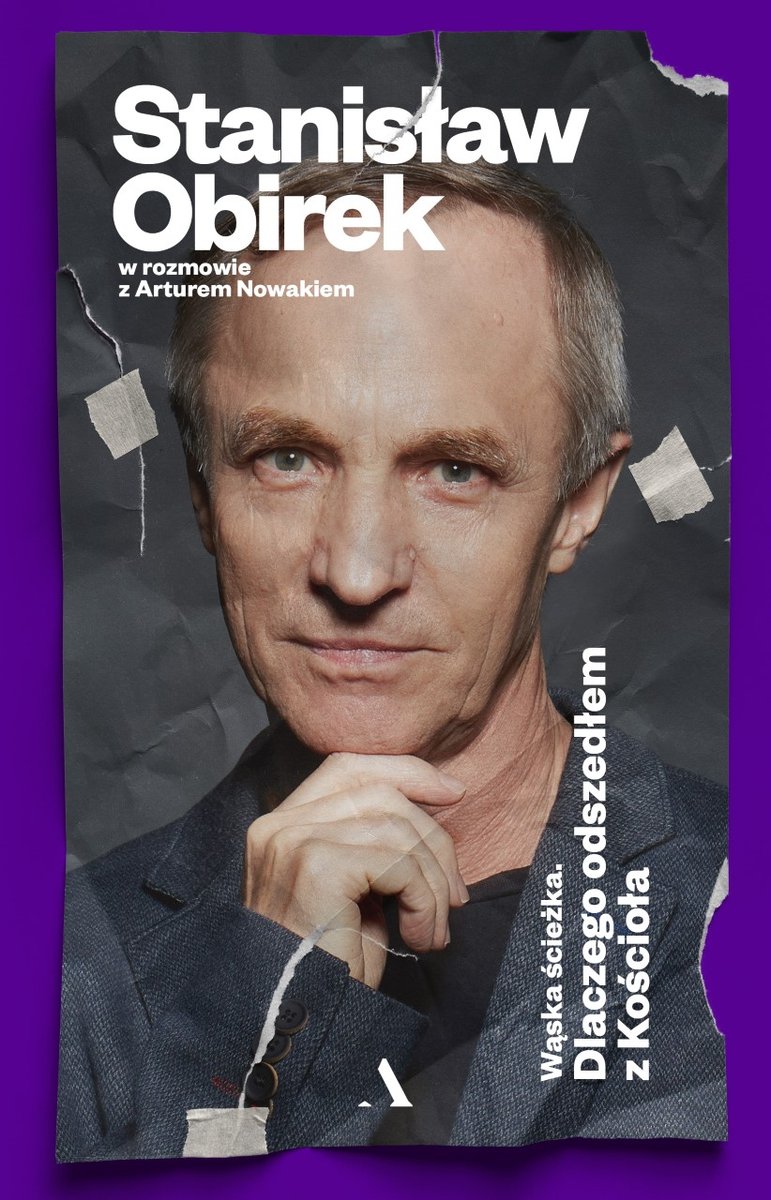 Stanisław
Obirek
w rozmowie
z Arturem Nowakiem
Wąska ścieżka.
Dlaczego odszedłem
z Kościoła